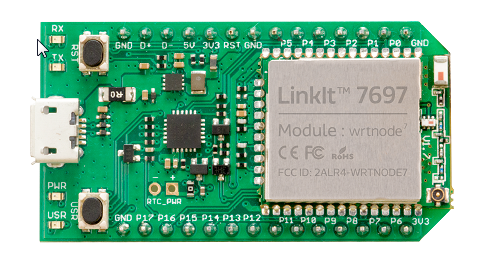 RX
TX
RST
GND D+ D- 5V 3V3 RST GND P5 P4 P3 P2 P1 P0 GND
LinkIt™ 7697
Module : wrtnode7
CE FC RoHS
FCC ID: 2ALR4-WRTNODE7
R0
- +
RTC_PWR
PWR
USR
USR
GND P17 P16 P15 P14 P13 P12 P11 P10 P9 P8 P7 P6 3V3